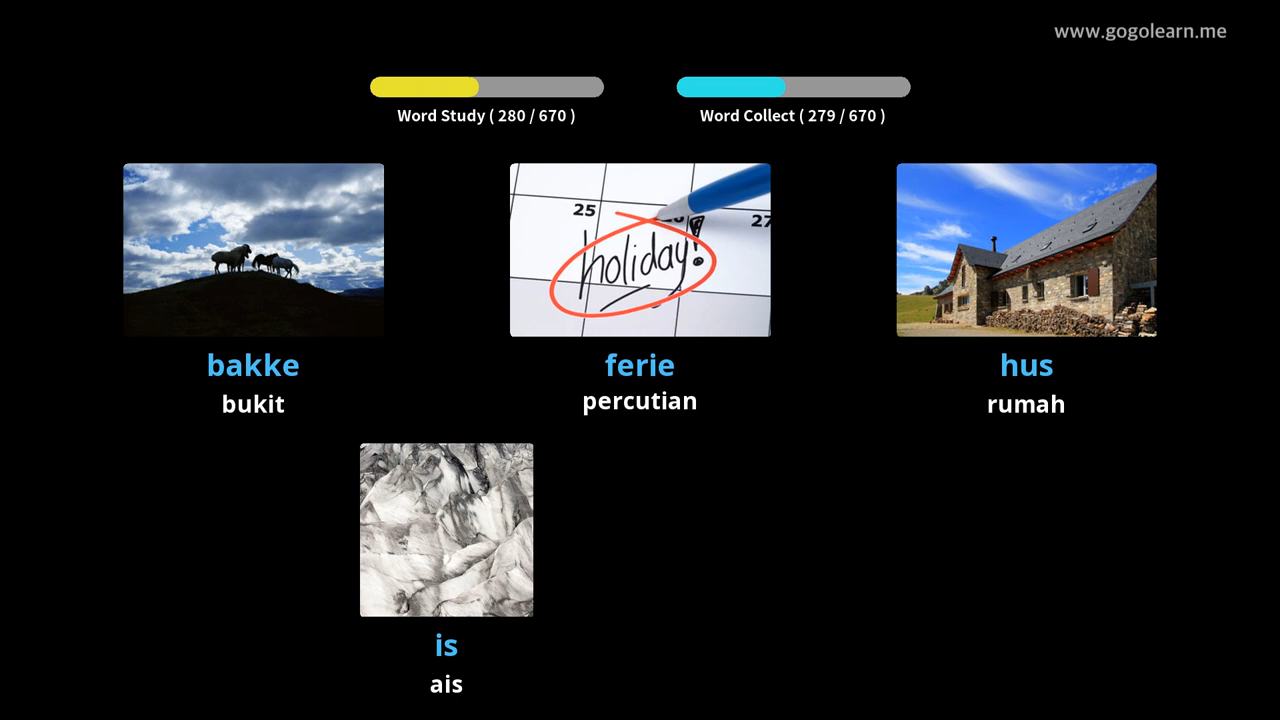 www.gogolearn.me
Word Study ( 280 / 670 )
Word Collect ( 279 / 670 )
25
27
holiday!
bakke
ferie
hus
bukit
percutian
rumah
is
ais